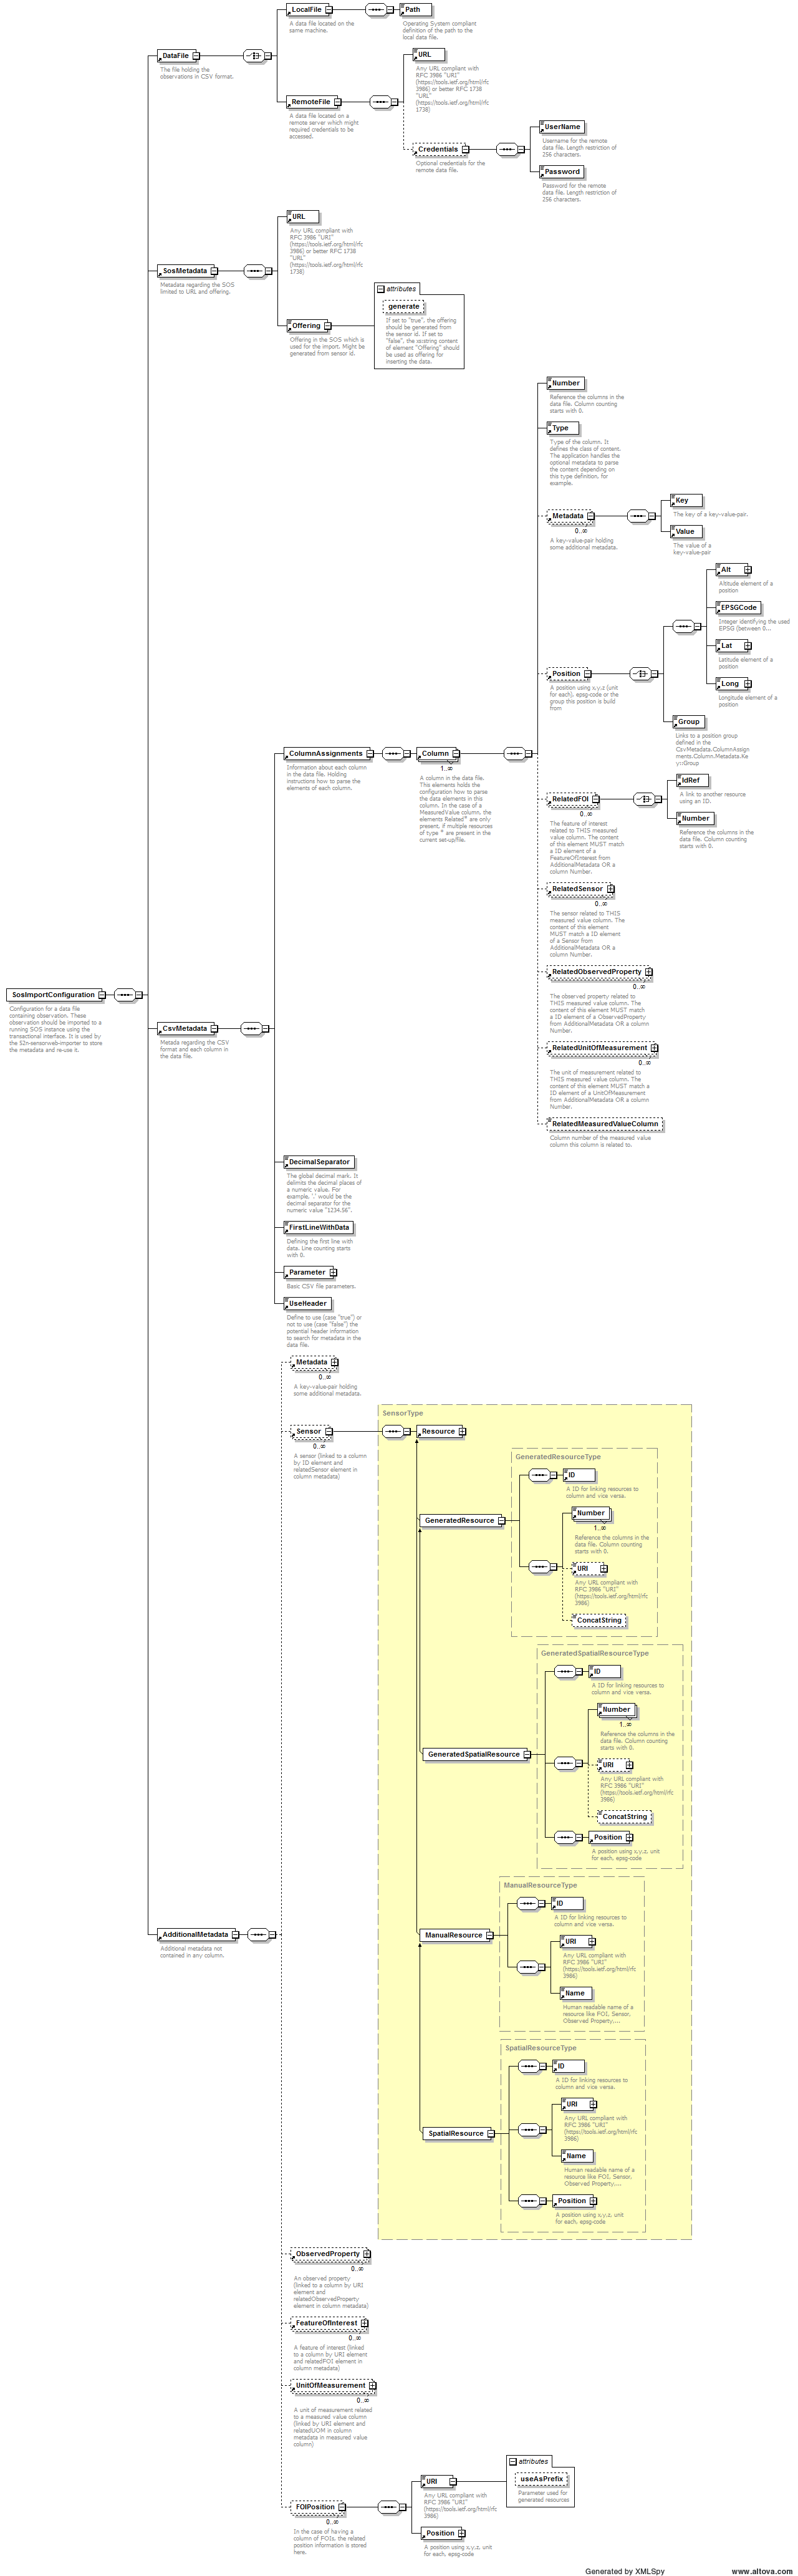 LocalFile
A data file located on the
same machine.
Path
Operating System compliant
definition of the path to the
local data file.
DataFile
The file holding the
observations in CSV format.
URL
Any URL compliant with
RFC 3986 "URI"
(https://tools.ietf.org/html/rfc
3986) or better RFC 1738
"URL"
(https://tools.ietf.org/html/rfc
1738)
RemoteFile
A data file located on a
remote server which might
required credentials to be
accessed.
Credentials
Optional credentials for the
remote data file.
UserName
Username for the remote
data file. Length restriction of
256 characters.
Password
Password for the remote
data file. Length restriction of
256 characters.
URL
Any URL compliant with
RFC 3986 "URI"
(https://tools.ietf.org/html/rfc
3986) or better RFC 1738
"URL"
(https://tools.ietf.org/html/rfc
1738)
SosMetadata
Metadata regarding the SOS
limited to URL and offering.
Offering
Offering in the SOS which is
used for the import. Might be
generated from sensor id.
attributes
generate
If set to "true", the offering
should be generated from
the sensor id. If set to
"false", the xs:string content
of element "Offering" should
be used as offering for
inserting the data.
Number
Reference the columns in the
data file. Column counting
starts with 0.
Type
Type of the column. It
defines the class of content.
The application handles the
optional metadata to parse
the content depending on
this type definition, for
example.
Metadata
0..∞
A key-value-pair holding
some additional metadata.
Key
The key of a key-value-pair.
Value
The value of a
key-value-pair
Alt
Altitude element of a
position
EPSGCode
Integer identifying the used
EPSG (between 0...
Lat
Latitude element of a
position
Long
Longitude element of a
position
Position
A position using x,y,z (unit
for each), epsg-code or the
group this position is build
from
Group
Links to a position group
defined in the
CsvMetadata.ColumnAssign
ments.Column.Metadata.Ke
y::Group
ColumnAssignments
Information about each column
in the data file. Holding
instructions how to parse the
elements of each column.
Column
1..∞
A column in the data file.
This elements holds the
configuration how to parse
the data elements in this
column. In the case of a
MeasuredValue column, the
elements Related* are only
present, if multiple resources
of type * are present in the
current set-up/file.
RelatedFOI
0..∞
The feature of interest
related to THIS measured
value column. The content
of this element MUST match
a ID element of a
FeatureOfInterest from
AdditionalMetadata OR a
column Number.
IdRef
A link to another resource
using an ID.
Number
Reference the columns in the
data file. Column counting
starts with 0.
RelatedSensor
0..∞
The sensor related to THIS
measured value column. The
content of this element
MUST match a ID element
of a Sensor from
AdditionalMetadata OR a
column Number.
RelatedObservedProperty
0..∞
The observed property related to
THIS measured value column. The
content of this element MUST match
a ID element of a ObservedProperty
from AdditionalMetadata OR a column
Number.
RelatedUnitOfMeasurement
0..∞
The unit of measurement related to
THIS measured value column. The
content of this element MUST match a
ID element of a UnitOfMeasurement
from AdditionalMetadata OR a column
Number.
RelatedMeasuredValueColumn
Column number of the measured value
column this column is related to.
SosImportConfiguration
Configuration for a data file
containing observation. These
observation should be imported to a
running SOS instance using the
transactional interface. It is used by
the 52n-sensorweb-importer to store
the metadata and re-use it.
CsvMetadata
Metada regarding the CSV
format and each column in
the data file.
DecimalSeparator
The global decimal mark. It
delimits the decimal places of
a numeric value. For
example, '.' would be the
decimal separator for the
numeric value "1234.56".
FirstLineWithData
Defining the first line with
data. Line counting starts
with 0.
Parameter
Basic CSV file parameters.
UseHeader
Define to use (case "true") or
not to use (case "false") the
potential header information
to search for metadata in the
data file.
Metadata
0..∞
A key-value-pair holding
some additional metadata.
SensorType
Sensor
0..∞
A sensor (linked to a column
by ID element and
relatedSensor element in
column metadata)
Resource
GeneratedResourceType
ID
A ID for linking resources to
column and vice versa.
GeneratedResource
Number
1..∞
Reference the columns in the
data file. Column counting
starts with 0.
URI
Any URL compliant with
RFC 3986 "URI"
(https://tools.ietf.org/html/rfc
3986)
ConcatString
GeneratedSpatialResourceType
ID
A ID for linking resources to
column and vice versa.
Number
1..∞
Reference the columns in the
data file. Column counting
starts with 0.
GeneratedSpatialResource
URI
Any URL compliant with
RFC 3986 "URI"
(https://tools.ietf.org/html/rfc
3986)
ConcatString
Position
A position using x,y,z, unit
for each, epsg-code
ManualResourceType
ID
A ID for linking resources to
column and vice versa.
AdditionalMetadata
Additional metadata not
contained in any column.
ManualResource
URI
Any URL compliant with
RFC 3986 "URI"
(https://tools.ietf.org/html/rfc
3986)
Name
Human readable name of a
resource like FOI, Sensor,
Observed Property,...
SpatialResourceType
ID
A ID for linking resources to
column and vice versa.
URI
Any URL compliant with
RFC 3986 "URI"
(https://tools.ietf.org/html/rfc
3986)
SpatialResource
Name
Human readable name of a
resource like FOI, Sensor,
Observed Property,...
Position
A position using x,y,z, unit
for each, epsg-code
ObservedProperty
0..∞
An observed property
(linked to a column by URI
element and
relatedObservedProperty
element in column metadata)
FeatureOfInterest
0..∞
A feature of interest (linked
to a column by URI element
and relatedFOI element in
column metadata)
UnitOfMeasurement
0..∞
A unit of measurement related
to a measured value column
(linked by URI element and
relatedUOM in column
metadata in measured value
column)
attributes
useAsPrefix
Parameter used for
generated resources
URI
Any URL compliant with
RFC 3986 "URI"
(https://tools.ietf.org/html/rfc
3986)
FOIPosition
0..∞
In the case of having a
column of FOIs, the related
position information is stored
here.
Position
A position using x,y,z, unit
for each, epsg-code
Generated by XMLSpy
www.altova.com